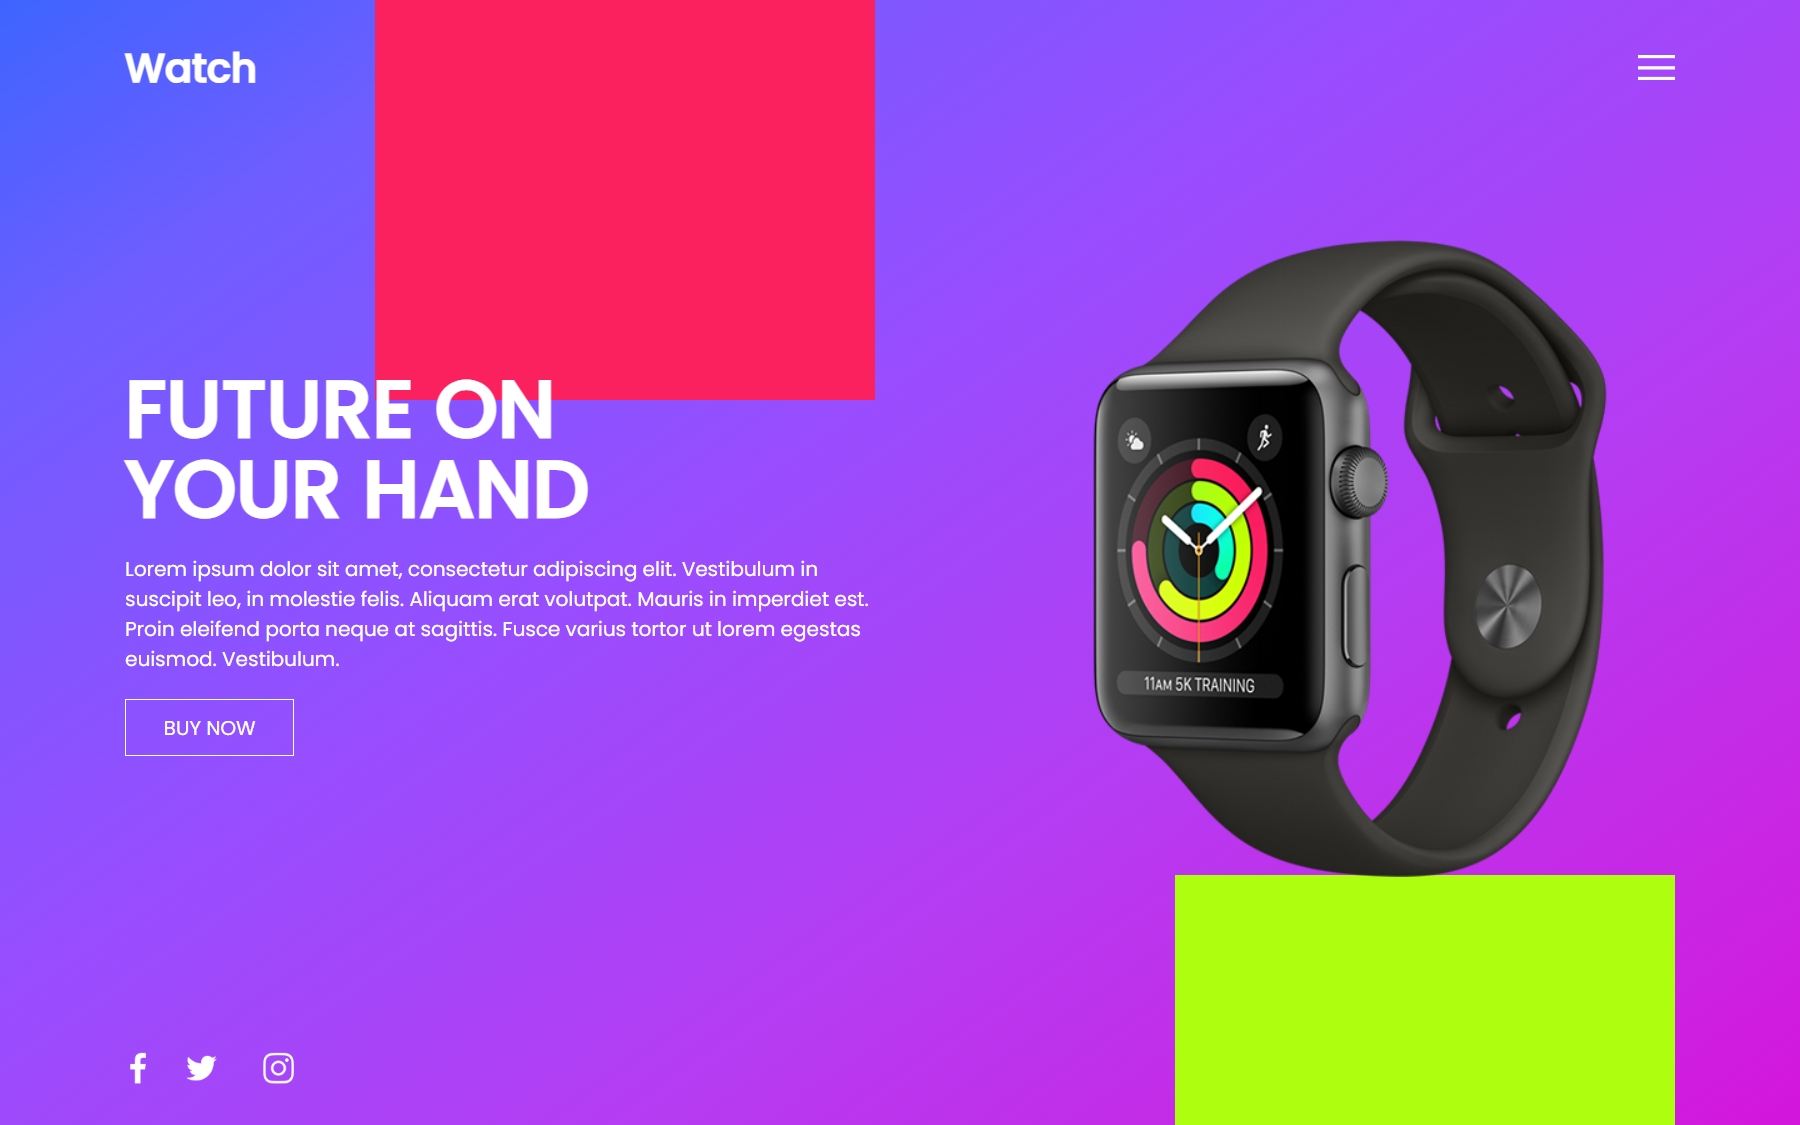 Watch
FUTURE ON
YOUR HAND
Lorem ipsum dolor sit amet, consectetur adipiscing elit. Vestibulum in
suscipit leo, in molestie felis. Aliquam erat volutpat. Mauris in imperdiet est.
Proin eleifend porta neque at sagittis. Fusce varius tortor ut lorem egestas
euismod. Vestibulum.
BUY NOW
11AM 5K TRAINING